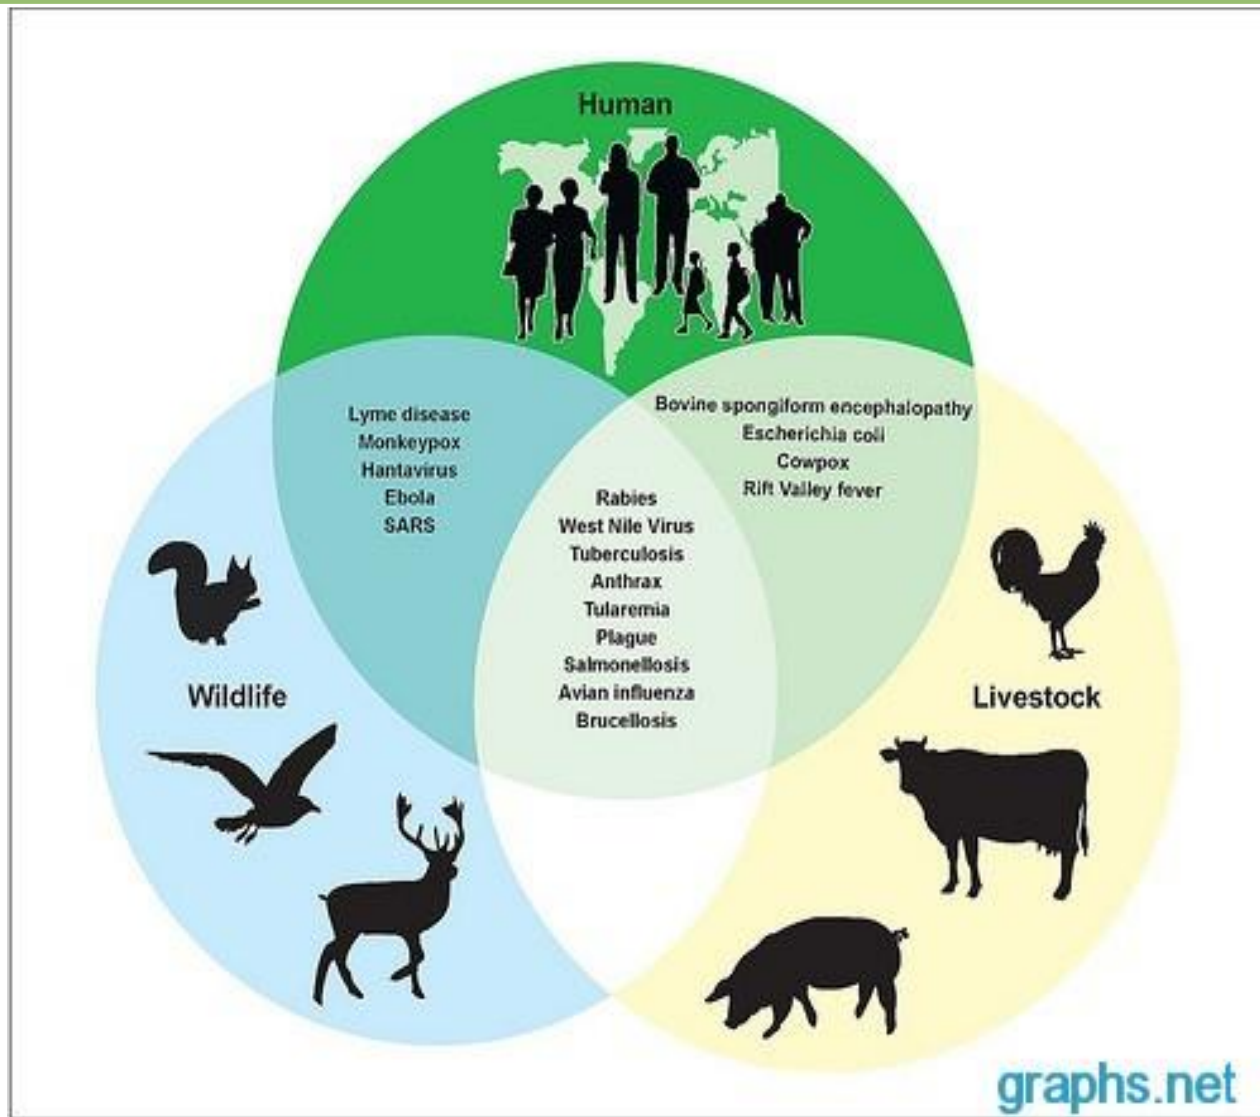 Human
Lyme disease
Monkeypox
Hantavirus
Ebola
SARS
Bovine spongiform encephalopathy
Escherichia coli
Cowpox
Rift Valley fever
Rabies
West Nile Virus
Tuberculosis
Anthrax
Tularemia
Plague
Salmonellosis
Avian influenza
Brucellosis
Wildlife
Livestock
graphs.net